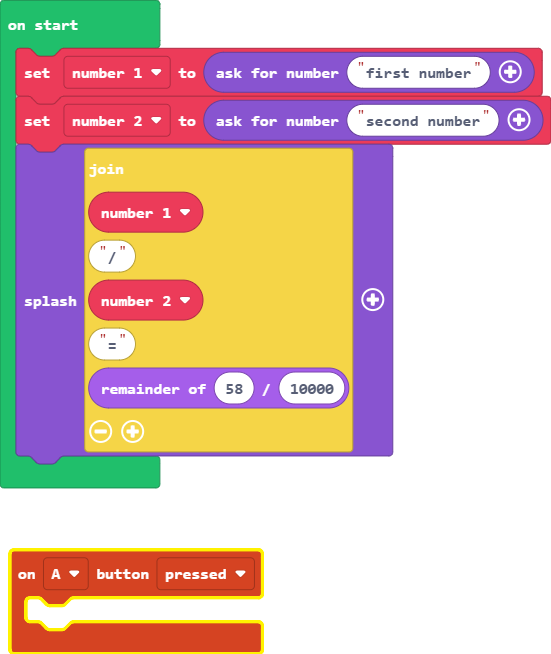 on start
set number 1 to ask for number "first number"
set number 2 to ask for number "second number"
join
number 1
"/"
number 2
splash
"="
remainder of 58 / 10000
on A button pressed